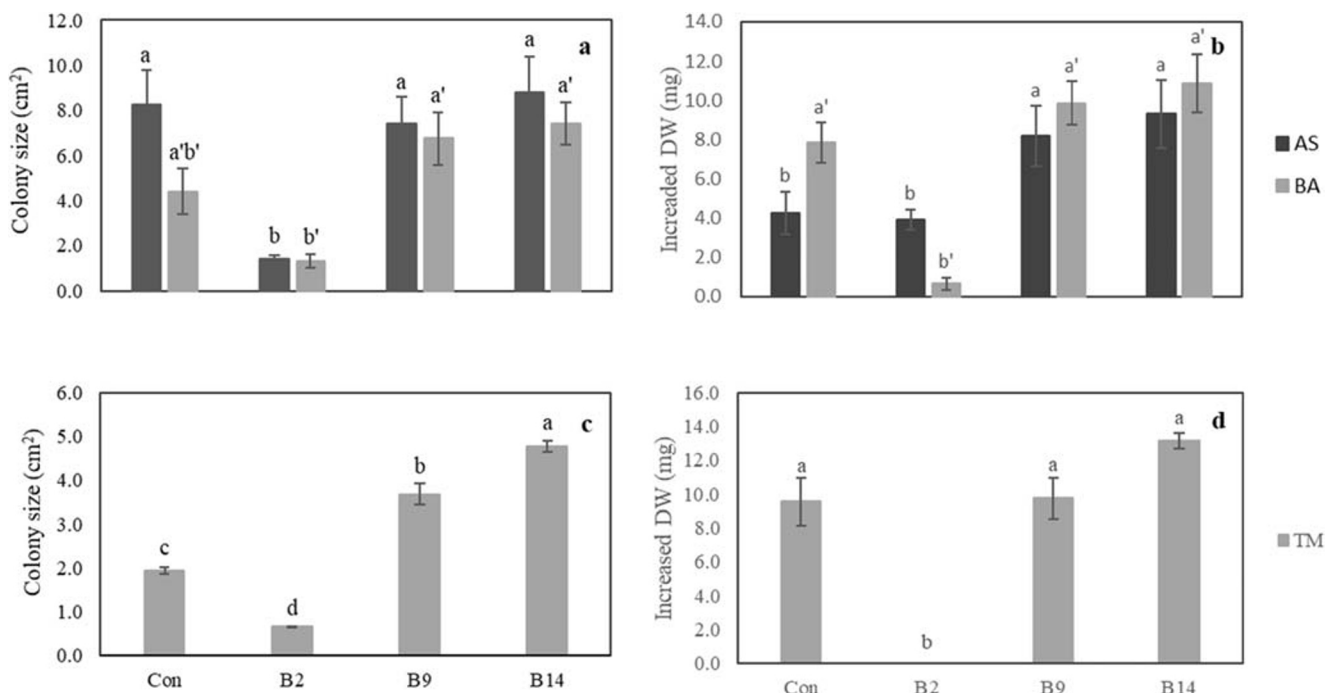 12.0
10.0
8.0
6.0
4.0
2.0
0.0
Colony size (cm²)
a
a'b'
b
b'
a
a'
a
a'
a
14.0
12.0
10.0
8.0
6.0
4.0
2.0
0.0
Increaded DW (mg)
b
a'
b
b'
a
a'
a
a'
b
AS
BA
6.0
5.0
4.0
3.0
2.0
1.0
0.0
Colony size (cm²)
c
d
b
a
c
Con B2 B9 B14
16.0
14.0
12.0
10.0
8.0
6.0
4.0
2.0
0.0
Increased DW (mg)
a
b
a
a
d
TM
Con B2 B9 B14